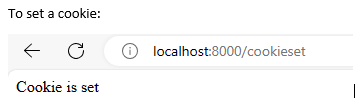 To set a cookie:
localhost:8000/cookieset
Cookie is set